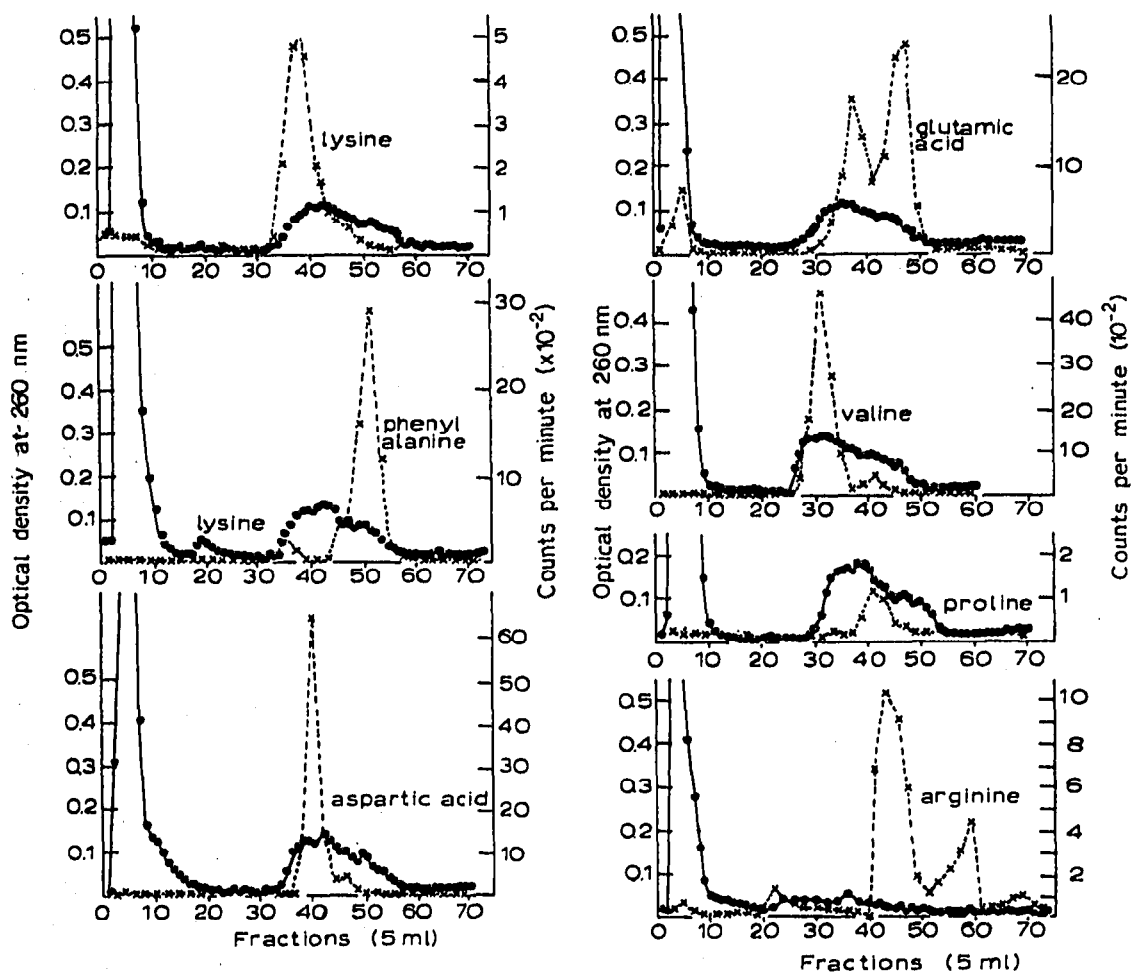 0.5
0.4
0.3
0.2
0.1
5
4
3
2
1
lysine
0 10 20 30 40 50 60 70
0.5
0.4
0.3
0.2
0.1
30
20
10
phenyl
alanine
lysine
0 10 20 30 40 50 60 70
0.5
0.4
0.3
0.2
0.1
60
50
40
30
20
10
aspartic acid
0 10 20 30 40 50 60 70
Fractions (5 ml)
Optical density at-260 nm
Counts per minute (x10-2)
0.5
0.4
0.3
0.2
0.1
20
10
glutamic
acid
0 10 20 30 40 50 60 70
0.4
0.3
0.2
0.1
40
30
20
10
valine
0 10 20 30 40 50 60 70
0.2
0.1
2
1
proline
0 10 20 30 40 50 60 70
0.5
0.4
0.3
0.2
0.1
10
8
6
4
2
arginine
0 10 20 30 40 50 60 70
Fractions (5 ml)
Optical density at 260 nm
Counts per minute (10-2)